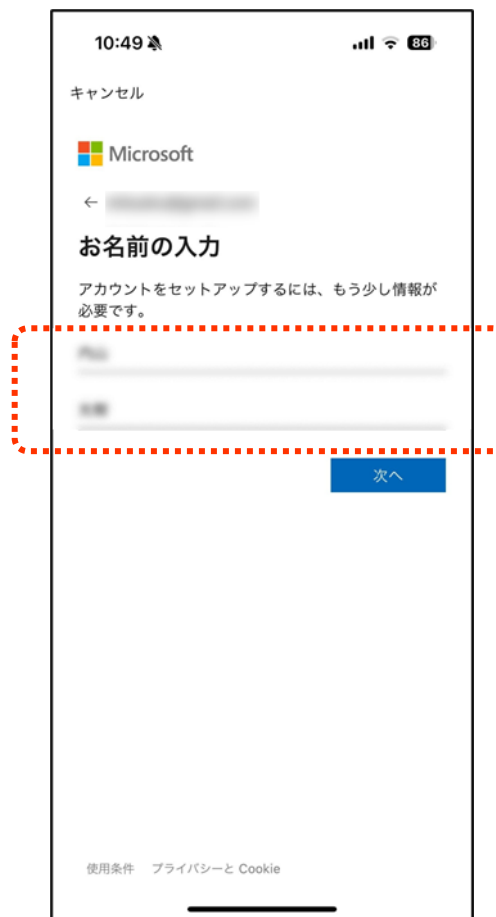 10:49
86
キャンセル
Microsoft
←
お名前の入力
アカウントをセットアップするには、もう少し情報が
必要です。
次へ
使用条件 プライバシーと Cookie